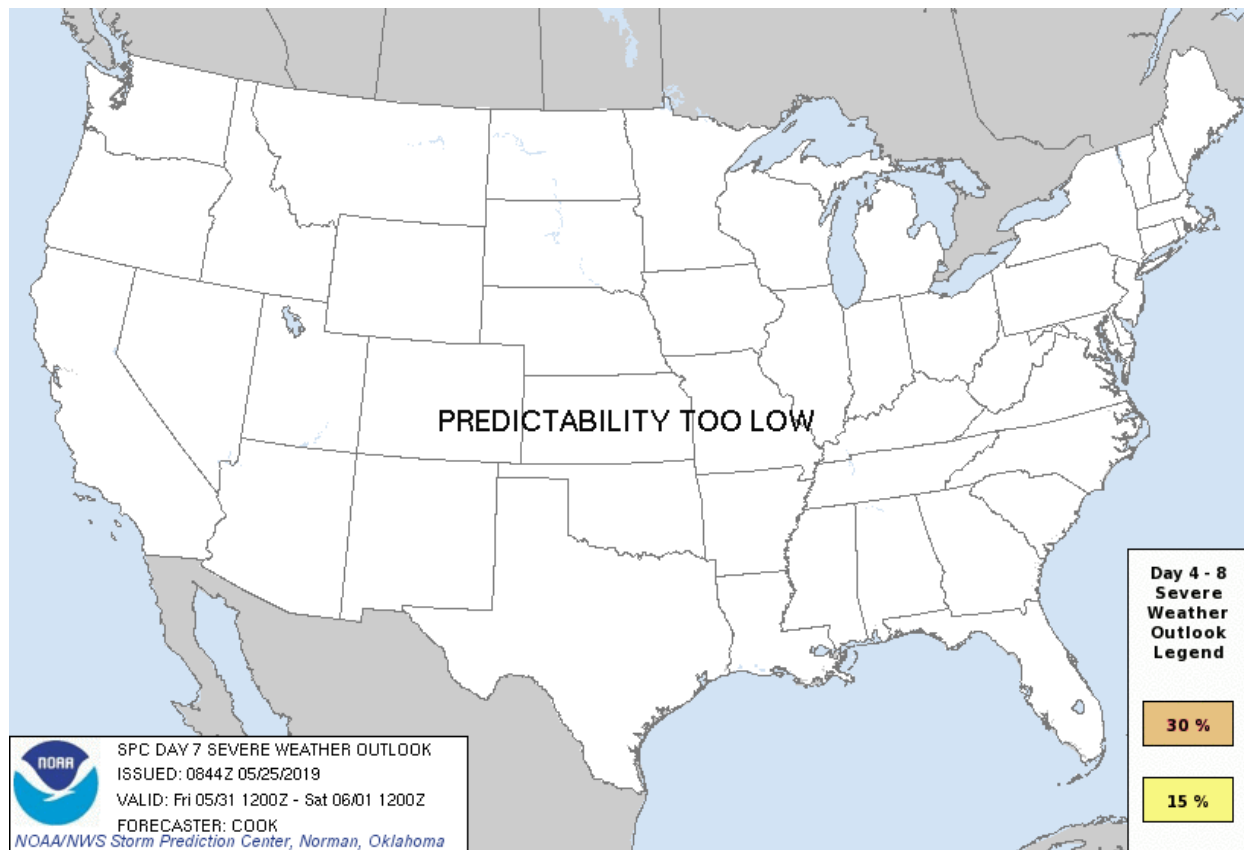 PREDICTABILITY TOO LOW
Day 4 - 8
Severe
Weather
Outlook
Legend
30 %
15 %
NOAA
SPC DAY 7 SEVERE WEATHER OUTLOOK
ISSUED: 0844Z 05/25/2019
VALID: Fri 05/31 1200Z - Sat 06/01 1200Z
FORECASTER: COOK
NOAA/NWS Storm Prediction Center, Norman, Oklahoma